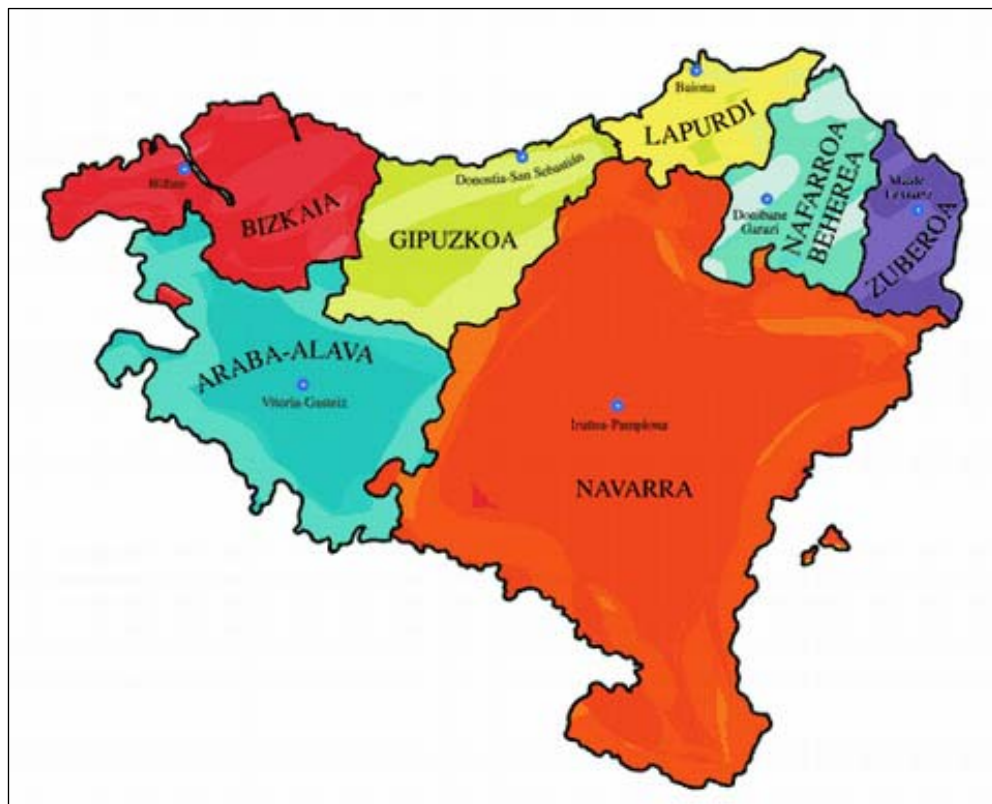 Baiona
LAPURDI
BIZKAIA
Donostia-San Sebastián
GIPUZKOA
Donibane
Garazi
NAFARROA
BEHEREA
ZUBEROA
ARABA-ALAVA
Vitoria-Gasteiz
Iruñea-Pamplona
NAVARRA